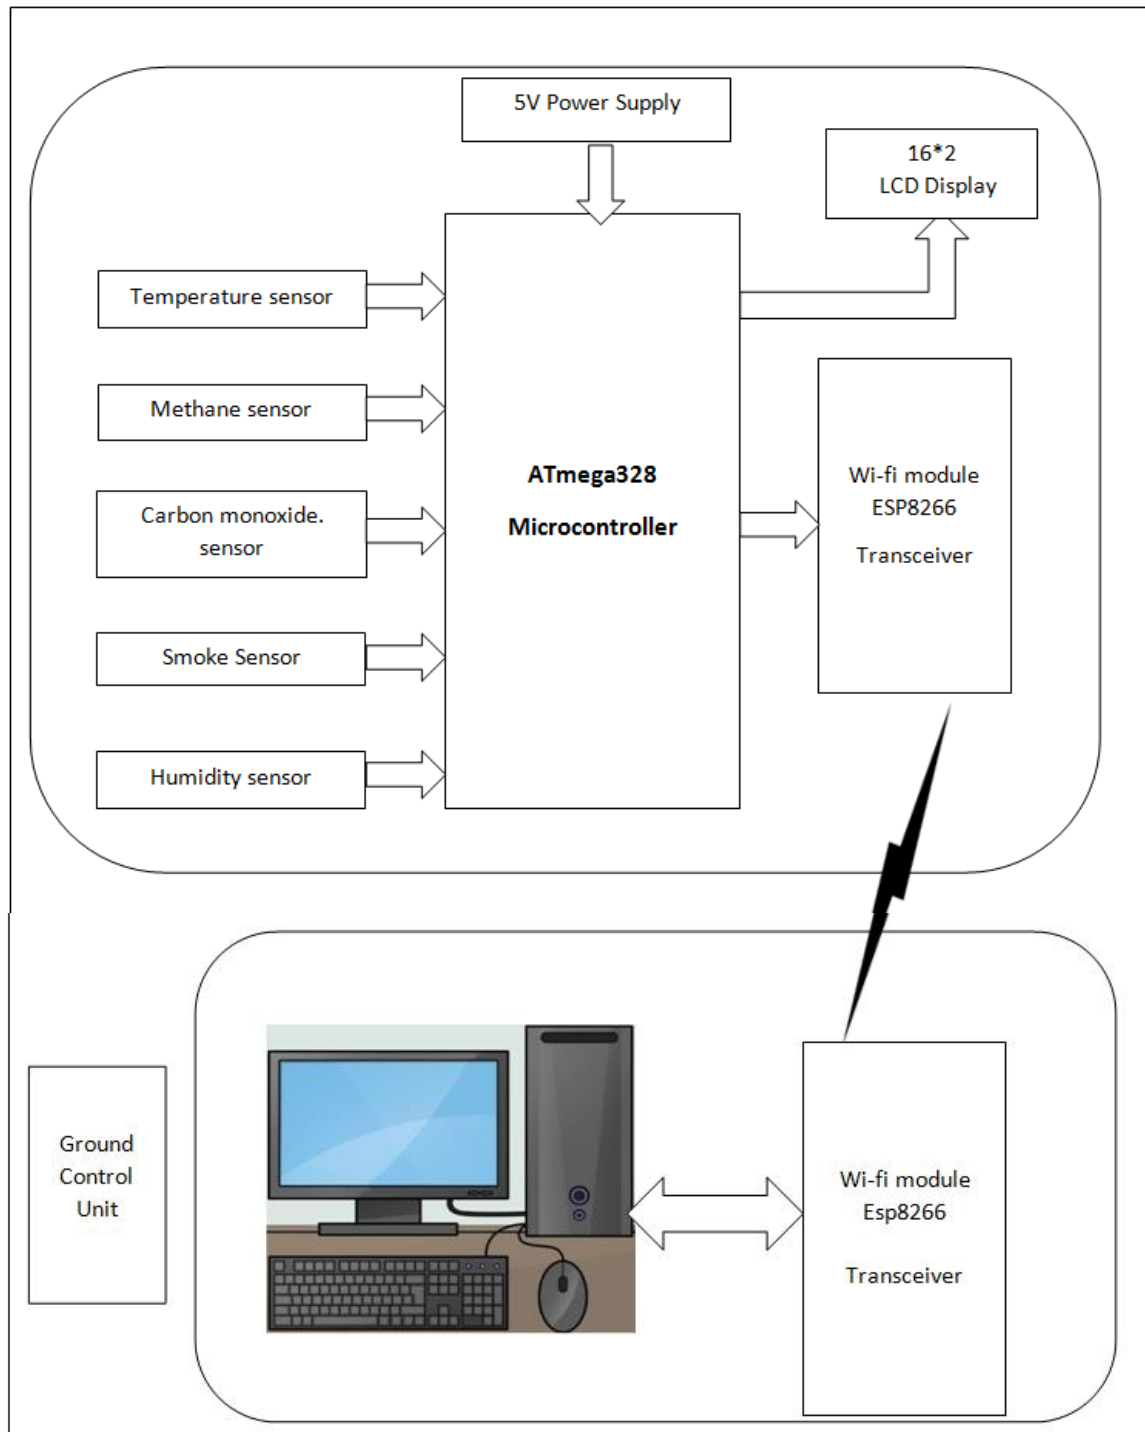 5V Power Supply
16*2
LCD Display
Temperature sensor
Methane sensor
Carbon monoxide.
sensor
Smoke Sensor
Humidity sensor
ATmega328
Microcontroller
Wi-fi module
ESP8266
Transceiver
Ground
Control
Unit
Wi-fi module
Esp8266
Transceiver